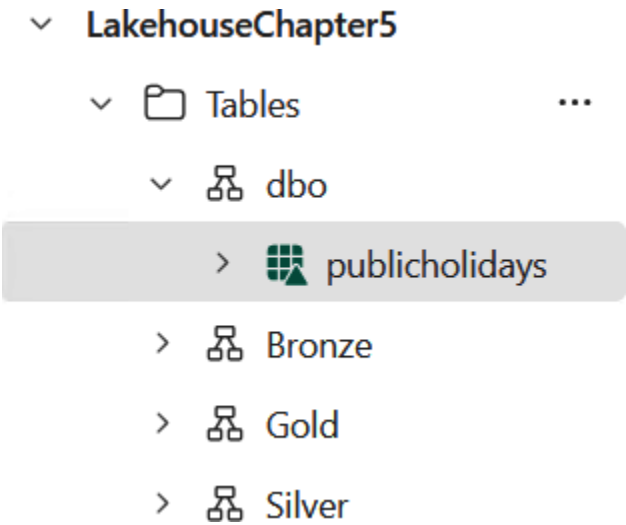 LakehouseChapter5
Tables
dbo
publicholidays
Bronze
Gold
Silver